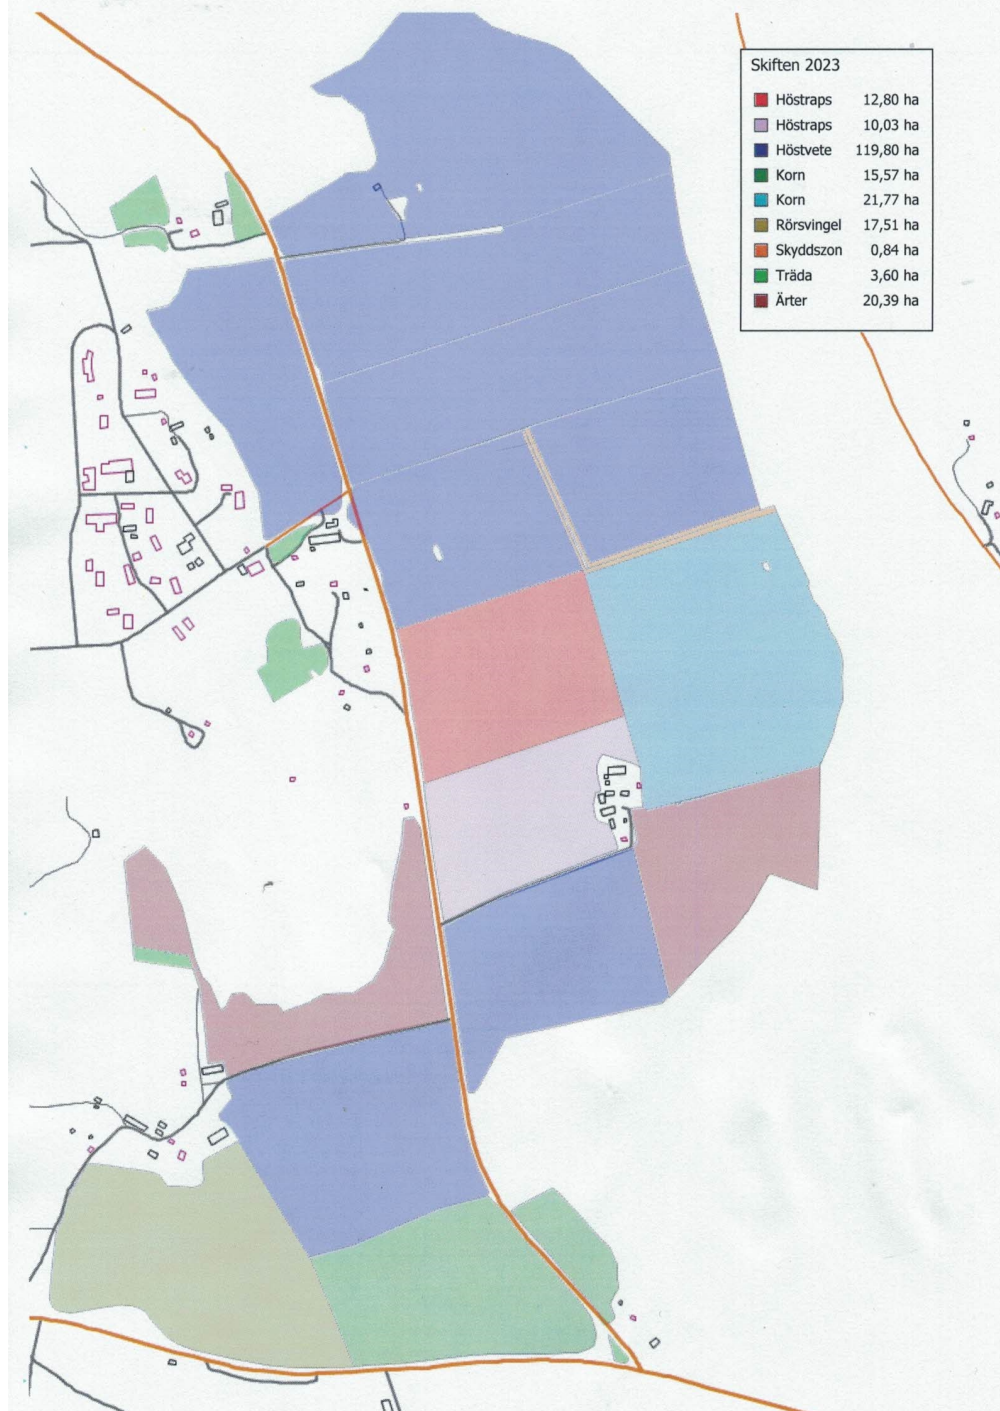 Skiften 2023
Höstraps 12,80 ha
Höstraps 10,03 ha
Höstvete 119,80 ha
Korn 15,57 ha
Korn 21,77 ha
Rörsvingel 17,51 ha
Skyddszon 0,84 ha
Träda 3,60 ha
Ärter 20,39 ha